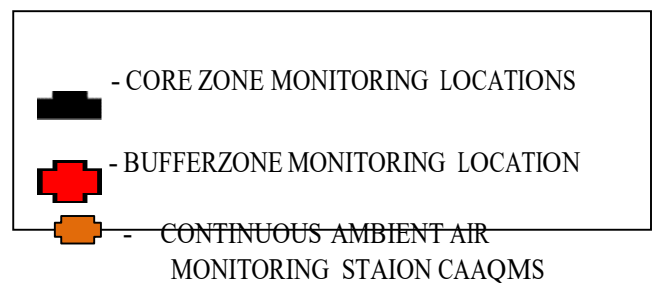 - CORE ZONE MONITORING LOCATIONS
- BUFFERZONE MONITORING LOCATION
- CONTINUOUS AMBIENT AIR
MONITORING STAION CAAQMS